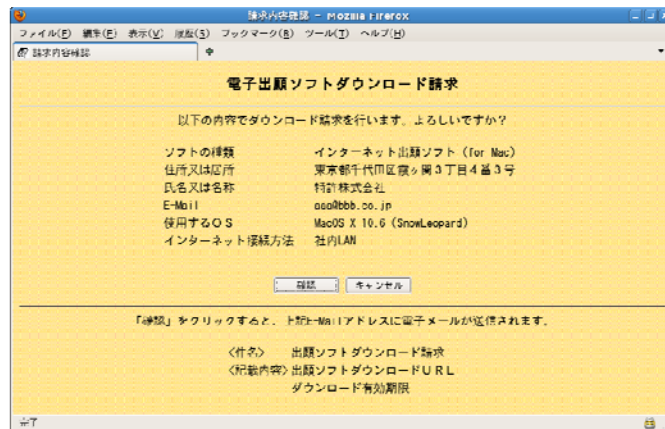 請求内容確認 - Mozilla Firefox
ファイル(F) 編集(E) 表示(V) 履歴(S) ブックマーク(B) ツール(T) ヘルプ(H)
請求内容確認
電子出願ソフトダウンロード請求
以下の内容でダウンロード請求を行います。よろしいですか?
ソフトの種類 インターネット出願ソフト (for Mac)
住所又は居所 東京都千代田区霞ヶ関3丁目4番3号
氏名又は名称 特許株式会社
E-Mail aaa@bbb.co.jp
使用するOS MacOS X 10.6 (SnowLeopard)
インターネット接続方法 社内LAN
確認 キャンセル
「確認」をクリックすると、上記E-Mailアドレスに電子メールが送信されます。
<件名> 出願ソフトダウンロード請求
<記載内容> 出願ソフトダウンロードURL
ダウンロード有効期限
完了